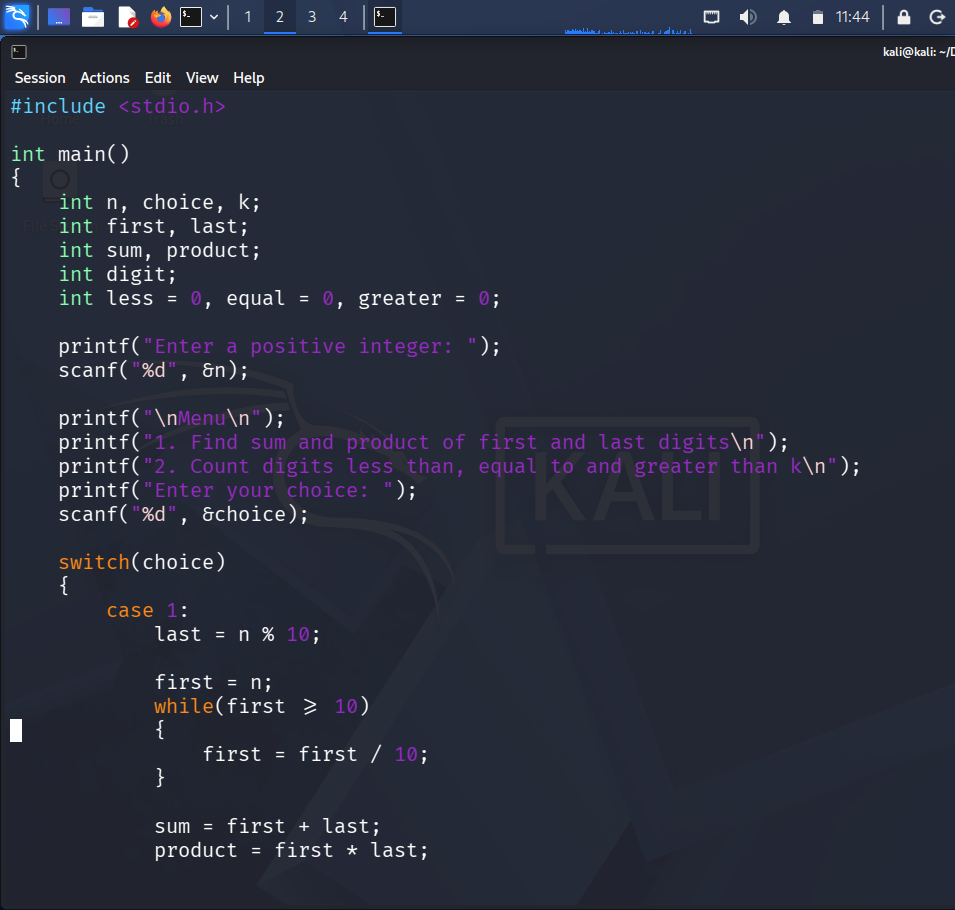 1 2 3 4 11:44
kali@kali: ~/D
Session Actions Edit View Help
#include <stdio.h>
int main()
{
    int n, choice, k;
    int first, last;
    int sum, product;
    int digit;
    int less = 0, equal = 0, greater = 0;
    printf("Enter a positive integer: ");
    scanf("%d", &n);
    printf("\nMenu\n");
    printf("1. Find sum and product of first and last digits\n");
    printf("2. Count digits less than, equal to and greater than k\n");
    printf("Enter your choice: ");
    scanf("%d", &choice);
    switch(choice)
    {
        case 1:
            last = n % 10;
            first = n;
            while(first >= 10)
            {
                first = first / 10;
            }
            sum = first + last;
            product = first * last;
KALI